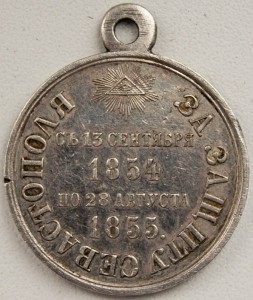 ЗА ЗАЩИТУ СЕВАСТОПОЛЯ
СЪ 13 СЕНТЯБРЯ
1854
ПО 28 АВГУСТА
1855.